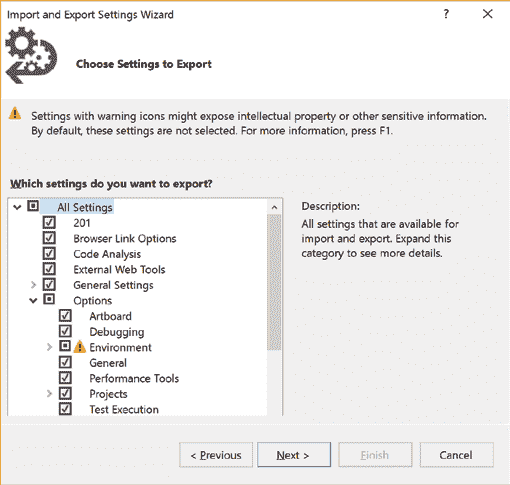 Import and Export Settings Wizard
?
Choose Settings to Export
Settings with warning icons might expose intellectual property or other sensitive information.
By default, these settings are not selected. For more information, press F1.
Which settings do you want to export?
All Settings
201
Browser Link Options
Code Analysis
External Web Tools
General Settings
Options
Artboard
Debugging
Environment
General
Performance Tools
Projects
Test Execution
Description:
All settings that are available for
import and export. Expand this
category to see more details.
< Previous
Next >
Finish
Cancel